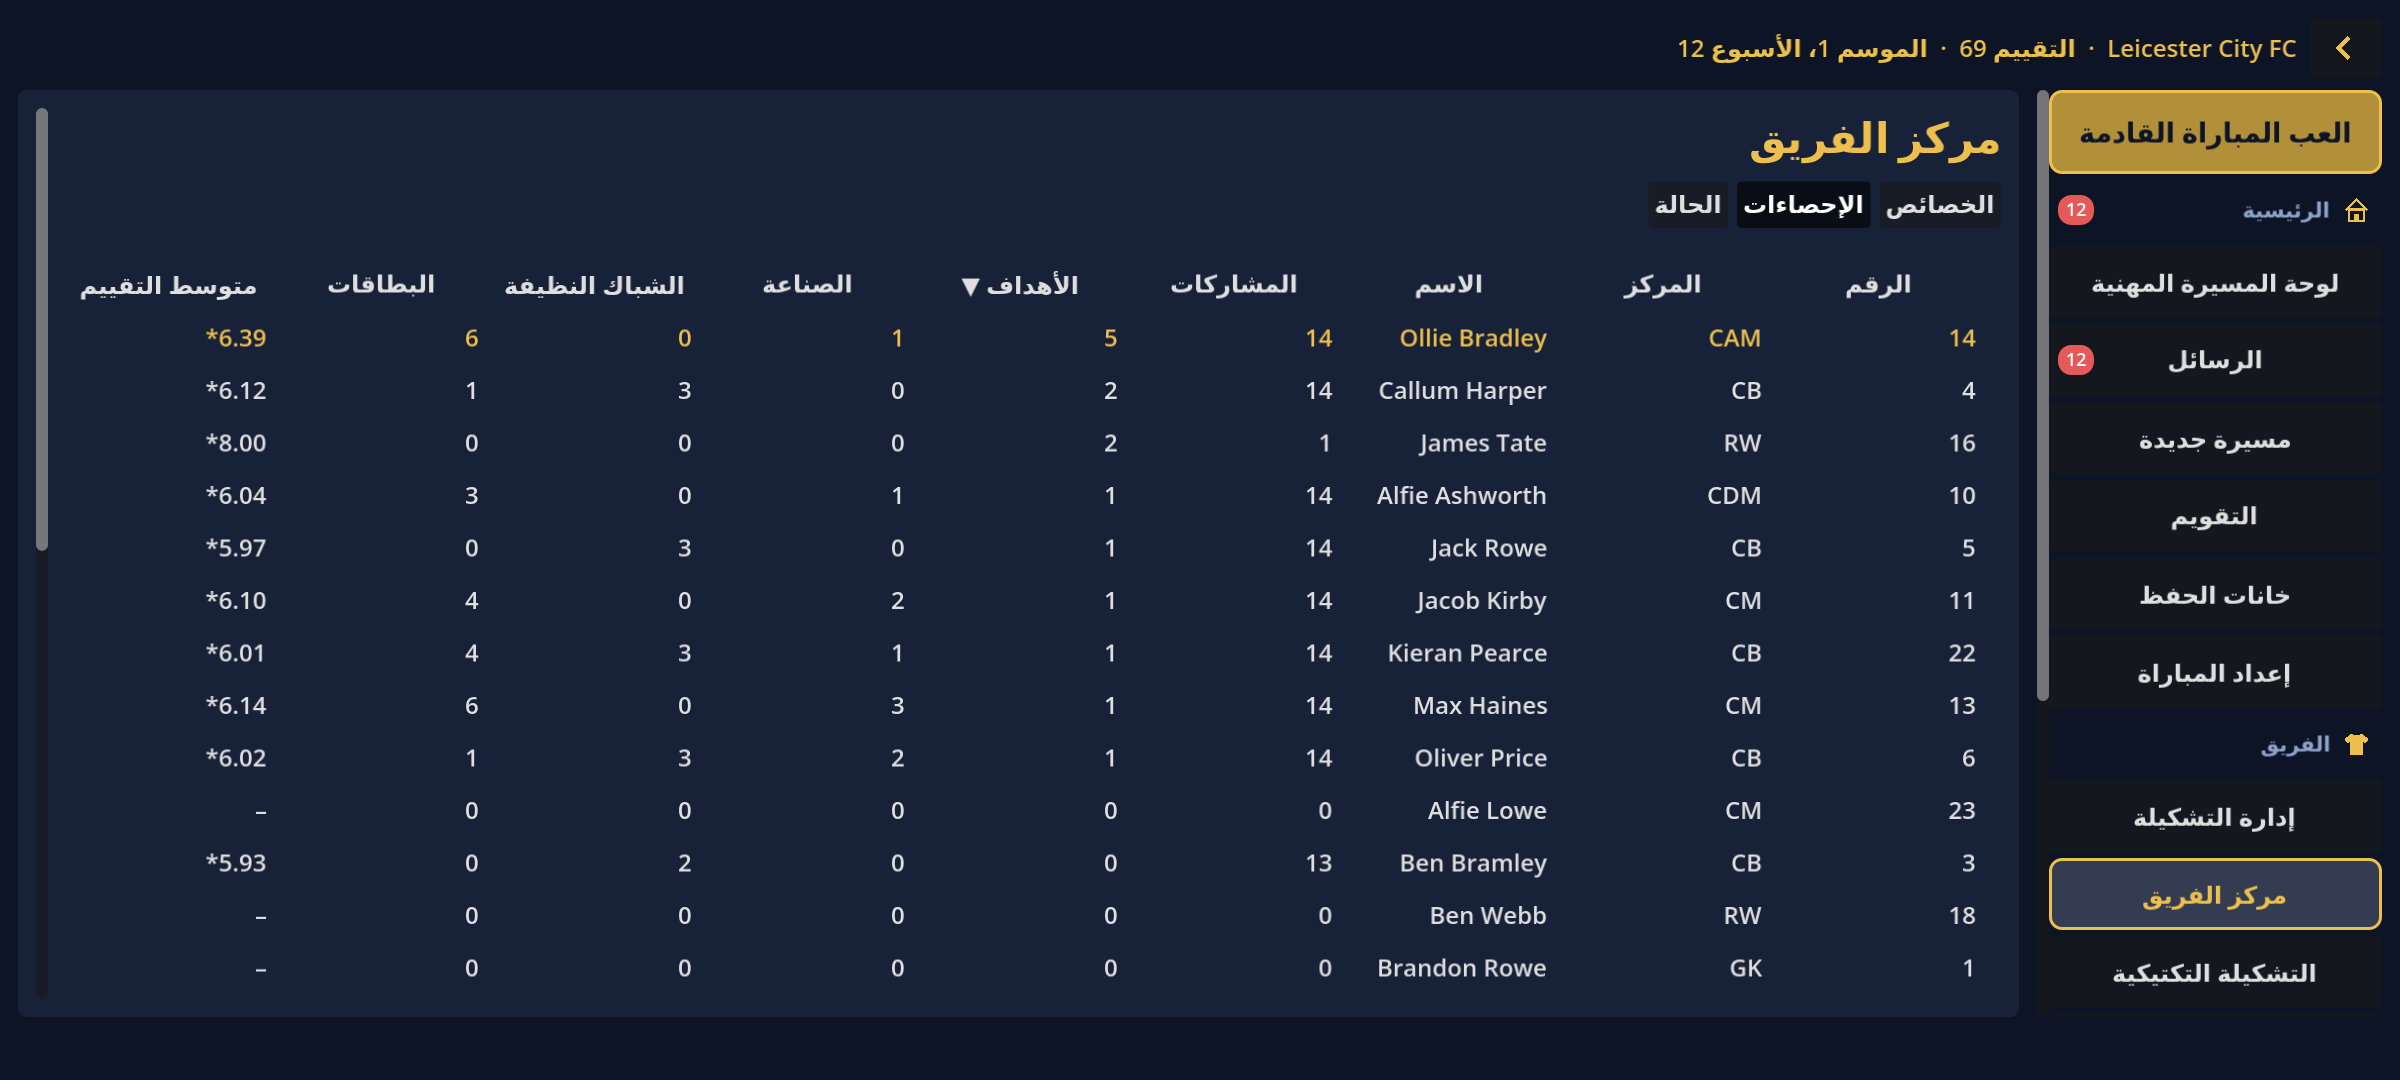 Leicester City FC · التقييم 69 · الموسم 1، الأسبوع 12
العب المباراة القادمة
الرئيسية 12
لوحة المسيرة المهنية
الرسائل 12
مسيرة جديدة
التقويم
خانات الحفظ
إعداد المباراة
الفريق
إدارة التشكيلة
مركز الفريق
التشكيلة التكتيكية
مركز الفريق
الخصائص الإحصاءات الحالة
الرقم المركز الاسم المشاركات الأهداف ▼ الصناعة الشباك النظيفة البطاقات متوسط التقييم
14 CAM Ollie Bradley 14 5 1 0 6 *6.39
4 CB Callum Harper 14 2 0 3 1 *6.12
16 RW James Tate 1 2 0 0 0 *8.00
10 CDM Alfie Ashworth 14 1 1 0 3 *6.04
5 CB Jack Rowe 14 1 0 3 0 *5.97
11 CM Jacob Kirby 14 1 2 0 4 *6.10
22 CB Kieran Pearce 14 1 1 3 4 *6.01
13 CM Max Haines 14 1 3 0 6 *6.14
6 CB Oliver Price 14 1 2 3 1 *6.02
23 CM Alfie Lowe 0 0 0 0 0 –
3 CB Ben Bramley 13 0 0 2 0 *5.93
18 RW Ben Webb 0 0 0 0 0 –
1 GK Brandon Rowe 0 0 0 0 0 –